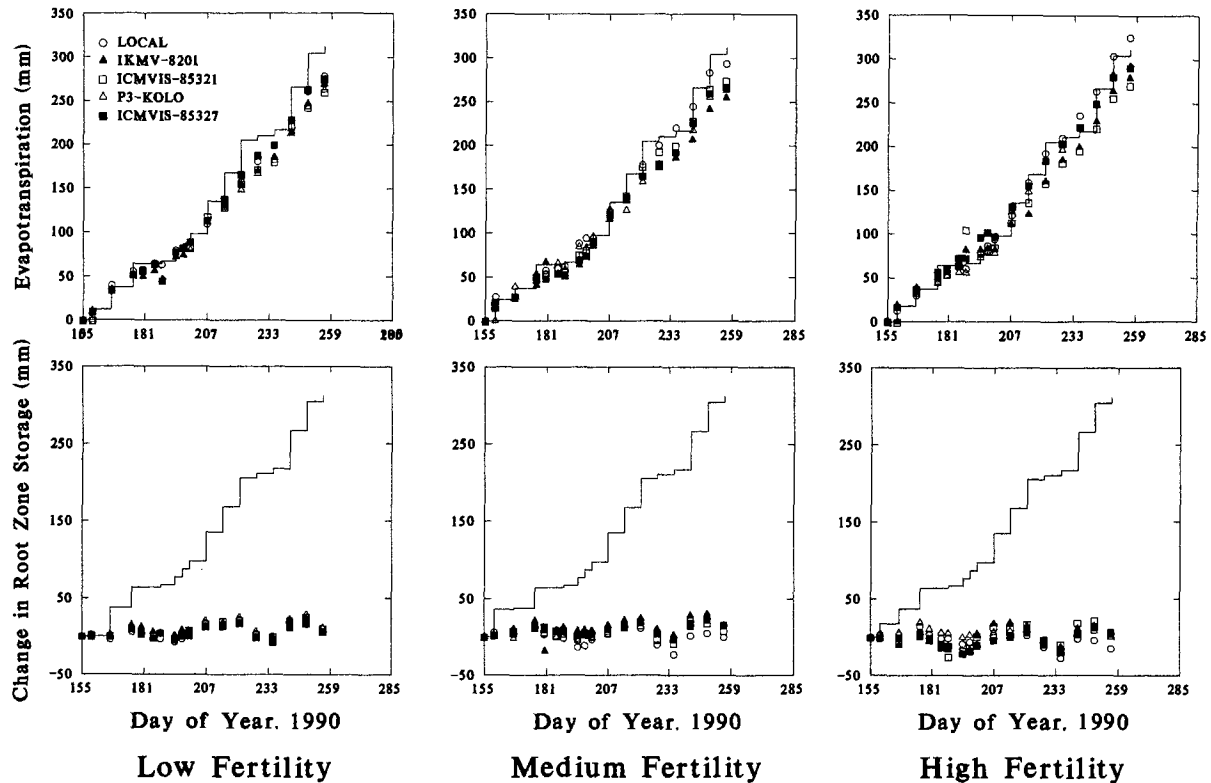 Evapotranspiration (mm)
350
300
250
200
150
100
50
0
LOCAL
IKMV-8201
ICMVIS-85321
P3-KOLO
ICMVIS-85327
155 181 207 233 259
350
300
250
200
150
100
50
0
155 181 207 233 259 285
350
300
250
200
150
100
50
0
155 181 207 233 259 285
Change in Root Zone Storage (mm)
350
250
150
50
-50
155 181 207 233 259 285
350
250
150
50
-50
155 181 207 233 259 285
350
250
150
50
-50
155 181 207 233 259 285
Day of Year, 1990
Day of Year, 1990
Day of Year, 1990
Low Fertility
Medium Fertility
High Fertility